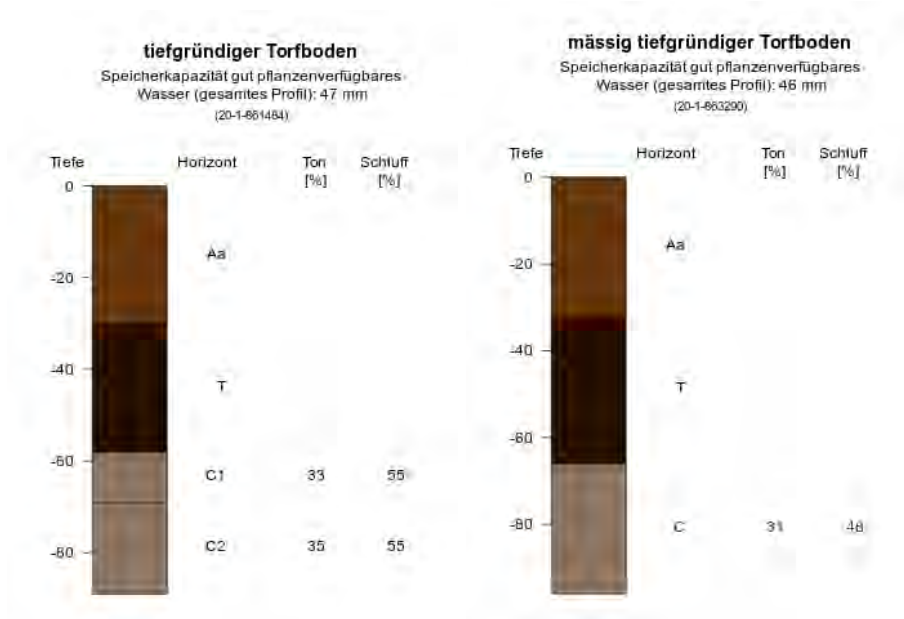 tiefgründiger Torfboden
Speicherkapazität gut pflanzenverfügbares
Wasser (gesamtes Profil): 47 mm
(20-1-661464)
Tiefe Horizont Ton Schluff
[%] [%]
0
Aa
-20
-40
T
-60
C1 33 55
C2 35 55
-80
mässig tiefgründiger Torfboden
Speicherkapazität gut pflanzenverfügbares
Wasser (gesamtes Profil): 46 mm
(20-1-663290)
Tiefe Horizont Ton Schluff
[%] [%]
0
Aa
-20
-40
T
-60
-80 C 31 46